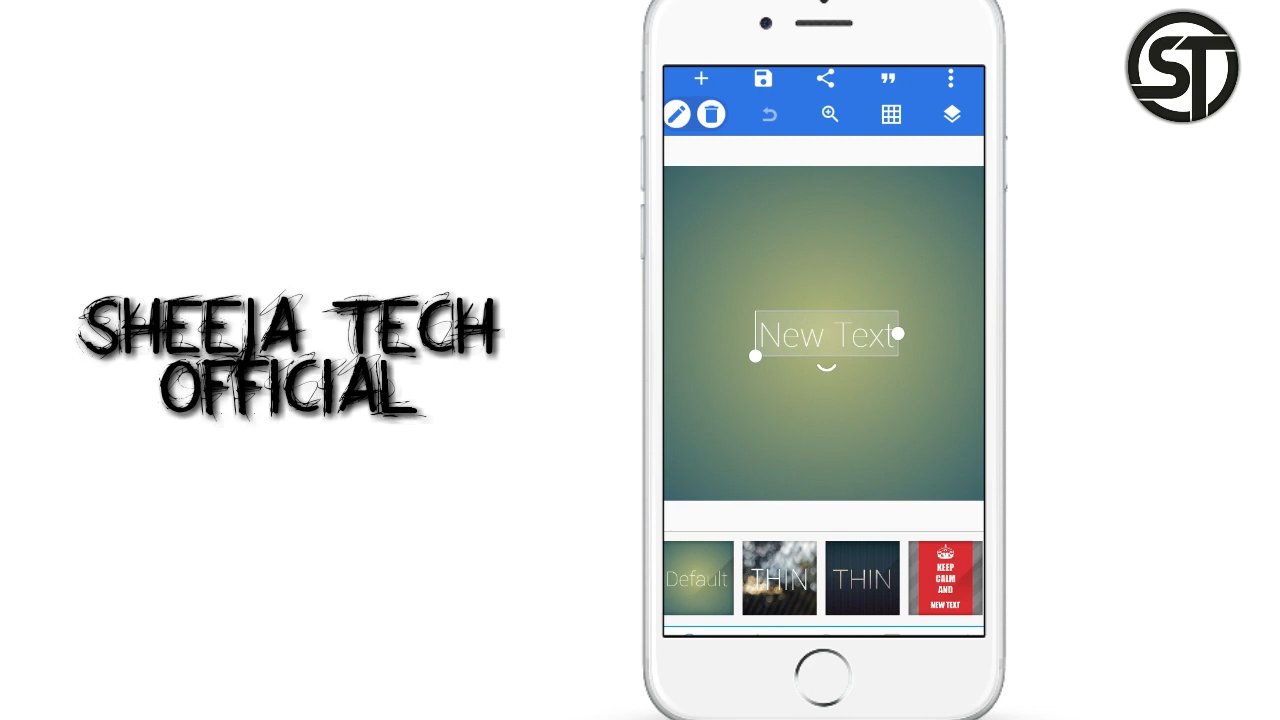 ST
SHEEJA TECH
OFFICIAL
New Text
Default
THIN
THIN
KEEP
CALM
AND
NEW TEXT